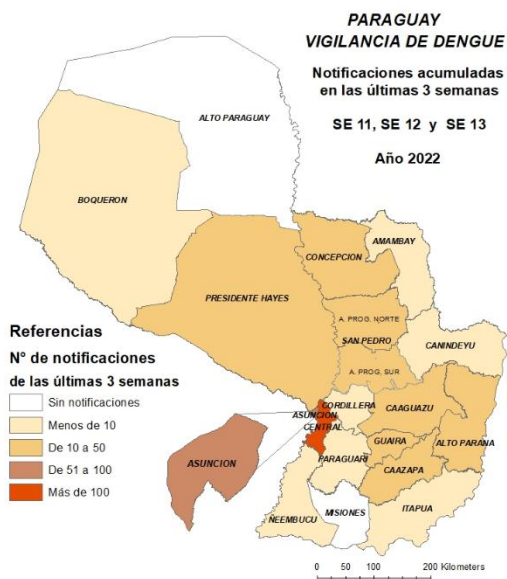 PARAGUAY
VIGILANCIA DE DENGUE
Notificaciones acumuladas
en las últimas 3 semanas
SE 11, SE 12 y SE 13
Año 2022
ALTO PARAGUAY
BOQUERON
AMAMBAY
CONCEPCION
PRESIDENTE HAYES
A. PROG. NORTE
SAN PEDRO
CANINDEYU
A. PROG. SUR
Referencias
N° de notificaciones
de las últimas 3 semanas
Sin notificaciones
Menos de 10
De 10 a 50
De 51 a 100
Más de 100
CORDILLERA
CAAGUAZU
ASUNCION
CENTRAL
GUAIRA
ALTO PARANA
ASUNCION
PARAGUARI
CAAZAPA
ITAPUA
MISIONES
ÑEEMBUCU
0 50 100 200 Kilometers